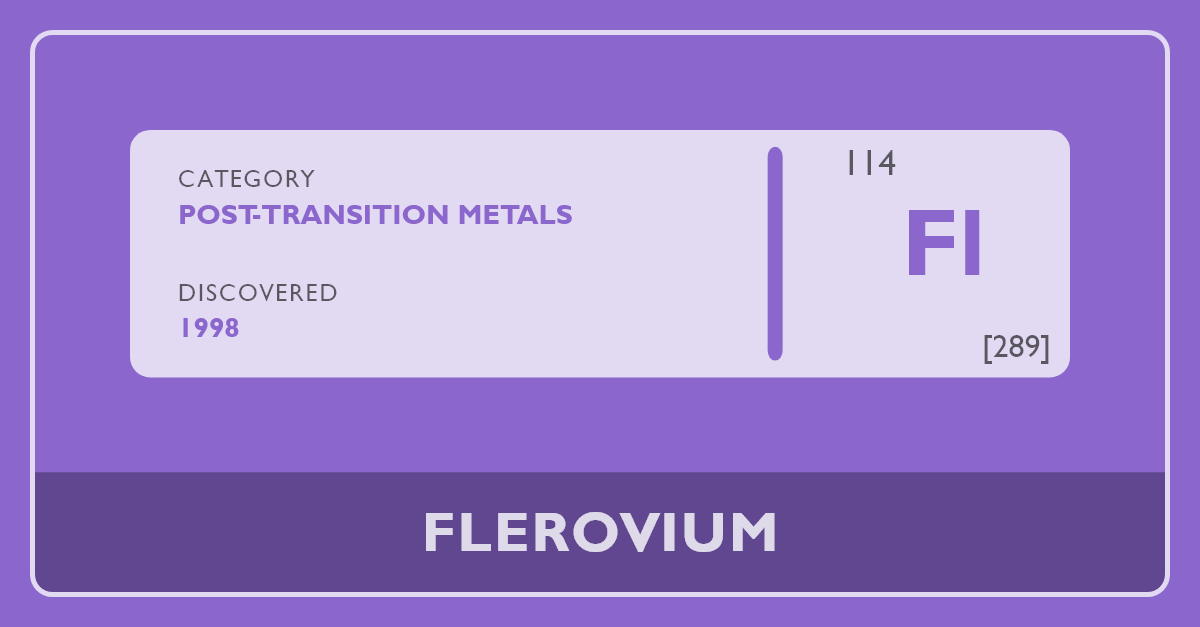 CATEGORY
POST-TRANSITION METALS
DISCOVERED
1998
114
Fl
[289]
FLEROVIUM